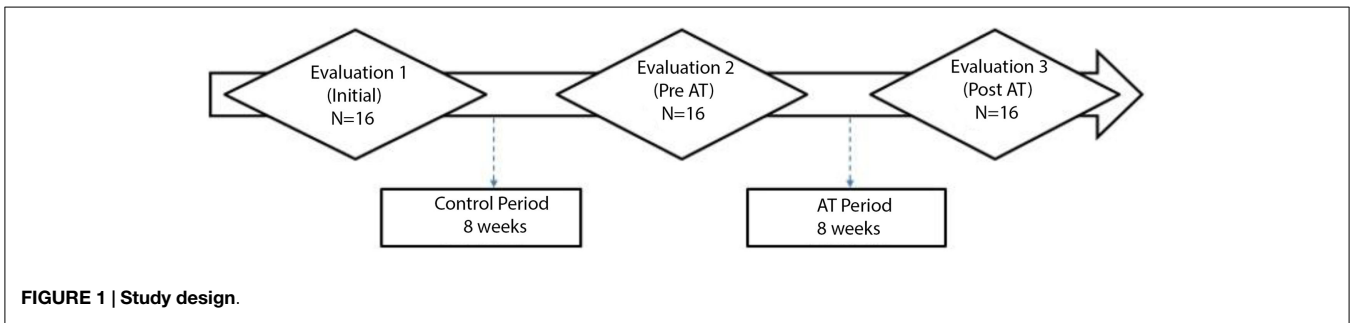 Evaluation 1
(Initial)
N=16
Evaluation 2
(Pre AT)
N=16
Evaluation 3
(Post AT)
N=16
Control Period
8 weeks
AT Period
8 weeks
FIGURE 1 | Study design.